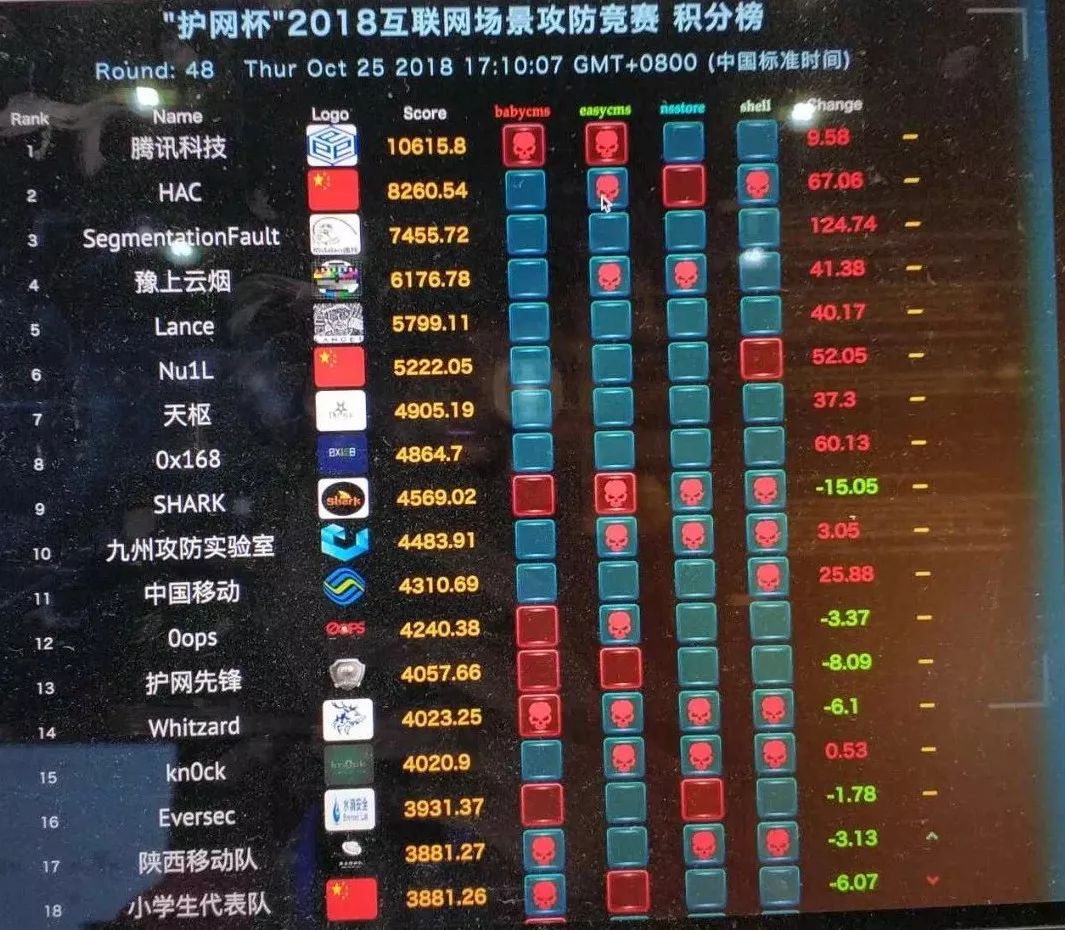 "护网杯"2018互联网场景攻防竞赛 积分榜
Round: 48 Thur Oct 25 2018 17:10:07 GMT+0800 (中国标准时间)
Rank Name Logo Score babycms easycms nsstore shell Change
1 腾讯科技 10615.8 9.58 –
2 HAC 8260.54 67.06 –
3 SegmentationFault 7455.72 124.74 –
4 豫上云烟 6176.78 41.38 –
5 Lance 5799.11 40.17 –
6 Nu1L 5222.05 52.05 –
7 天枢 4905.19 37.3 –
8 0x168 4864.7 60.13 –
9 SHARK Shark 4569.02 -15.05 –
10 九州攻防实验室 4483.91 3.05 –
11 中国移动 4310.69 25.88 –
12 0ops 0OPS 4240.38 -3.37 –
13 护网先锋 4057.66 -8.09 –
14 Whitzard 4023.25 -6.1 –
15 kn0ck kn0ck 4020.9 0.53 –
16 Eversec 水滴安全 Eversec Lab 3931.37 -1.78 –
17 陕西移动队 3881.27 -3.13
18 小学生代表队 3881.26 -6.07